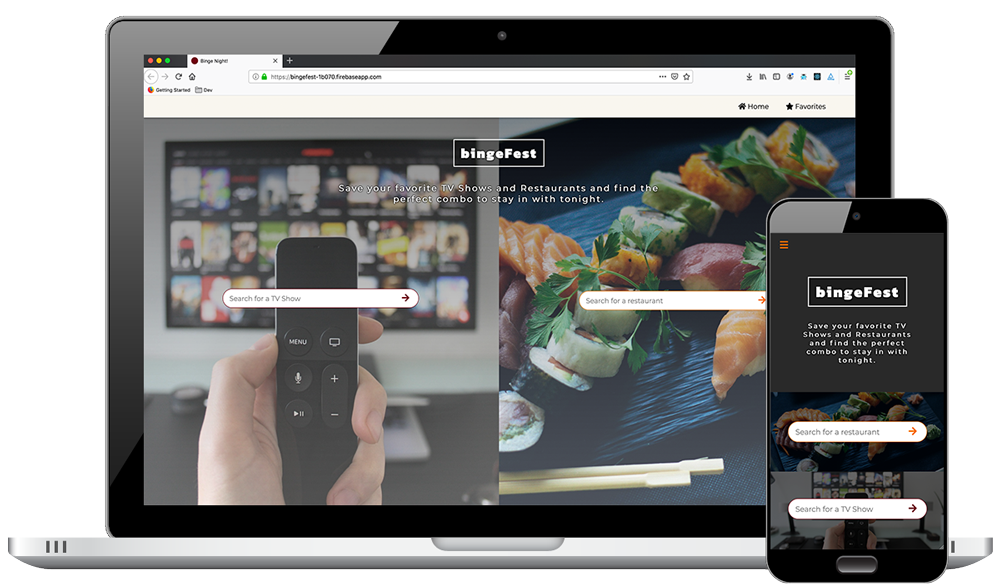 Binge Night!
https://bingefest-1b070.firebaseapp.com
Getting Started
Dev
Home
Favorites
bingeFest
Save your favorite TV Shows and Restaurants and find the
perfect combo to stay in with tonight.
Search for a TV Show
Search for a restaurant
MENU
bingeFest
Save your favorite TV
Shows and Restaurants
and find the perfect
combo to stay in with
tonight.
Search for a restaurant
Search for a TV Show